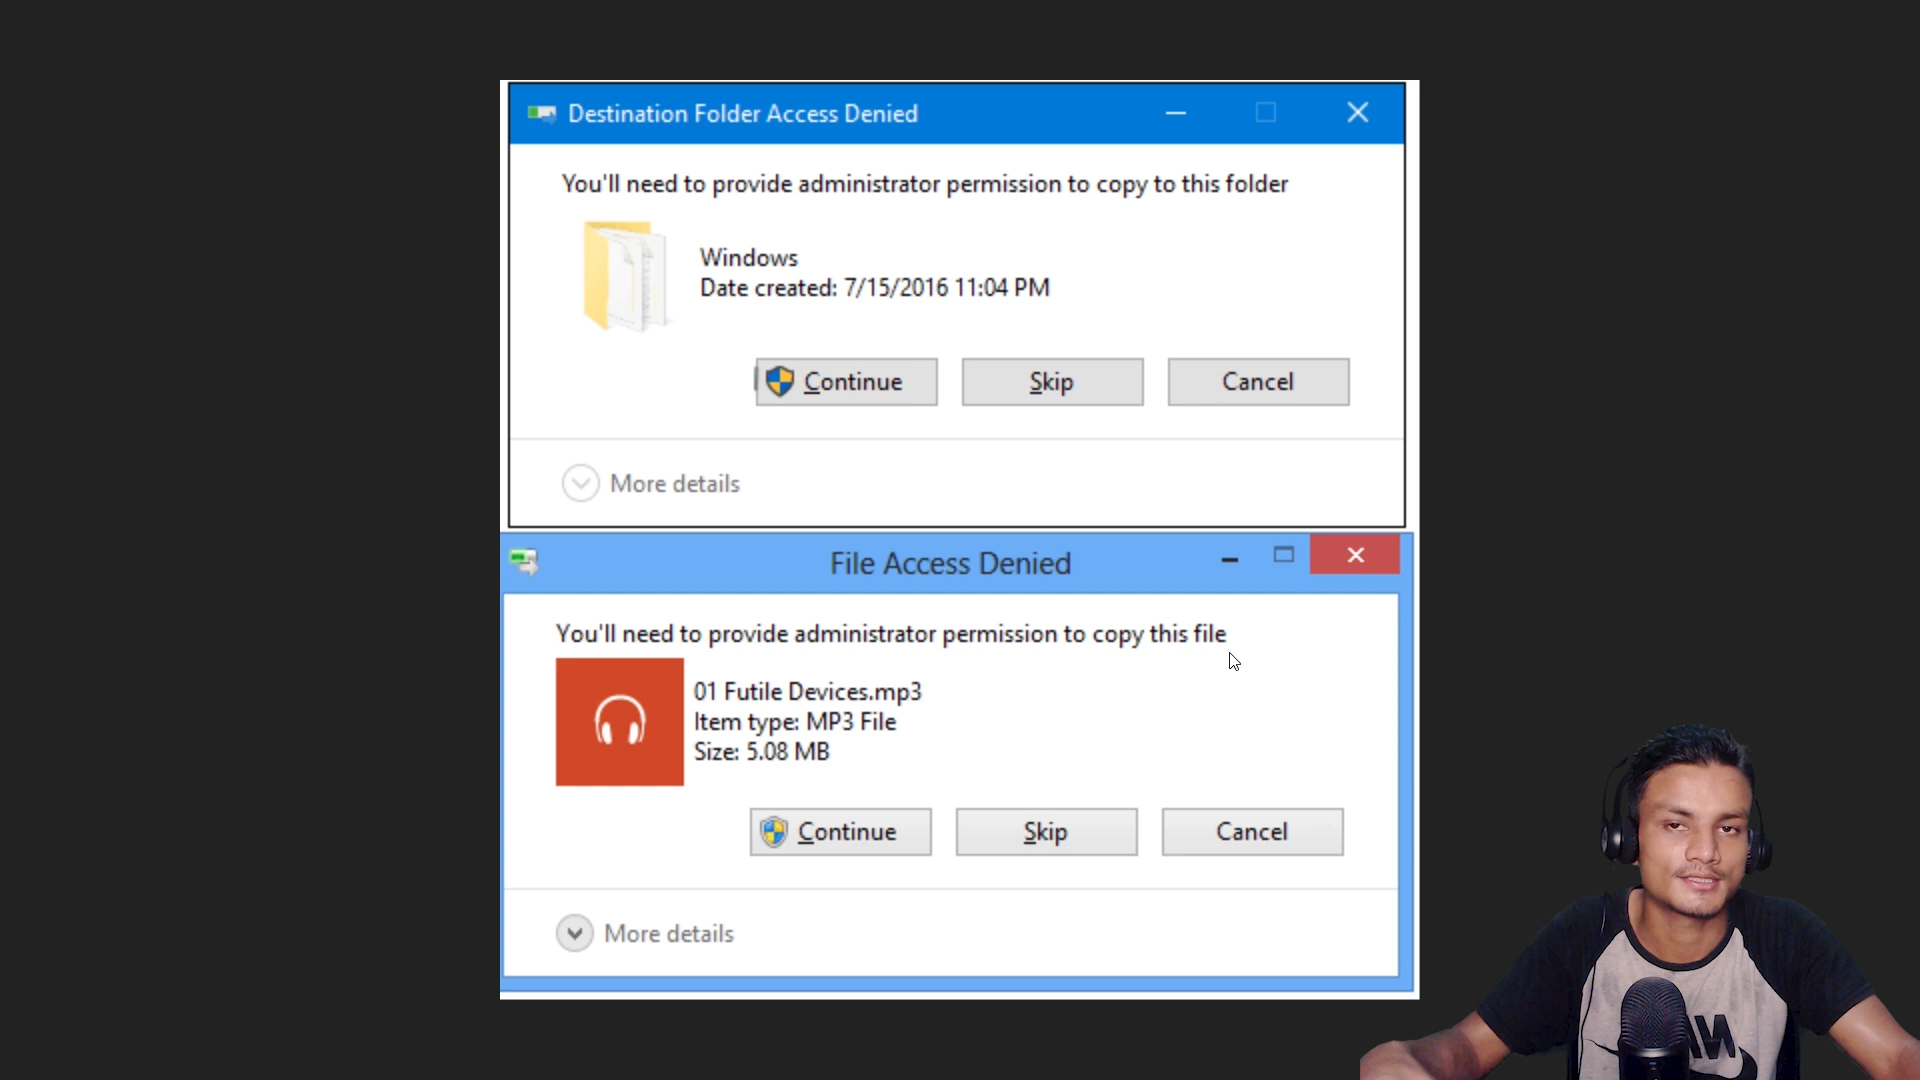 Destination Folder Access Denied
You'll need to provide administrator permission to copy to this folder
Windows
Date created: 7/15/2016 11:04 PM
Continue
Skip
Cancel
More details
File Access Denied
You'll need to provide administrator permission to copy this file
01 Futile Devices.mp3
Item type: MP3 File
Size: 5.08 MB
Continue
Skip
Cancel
More details